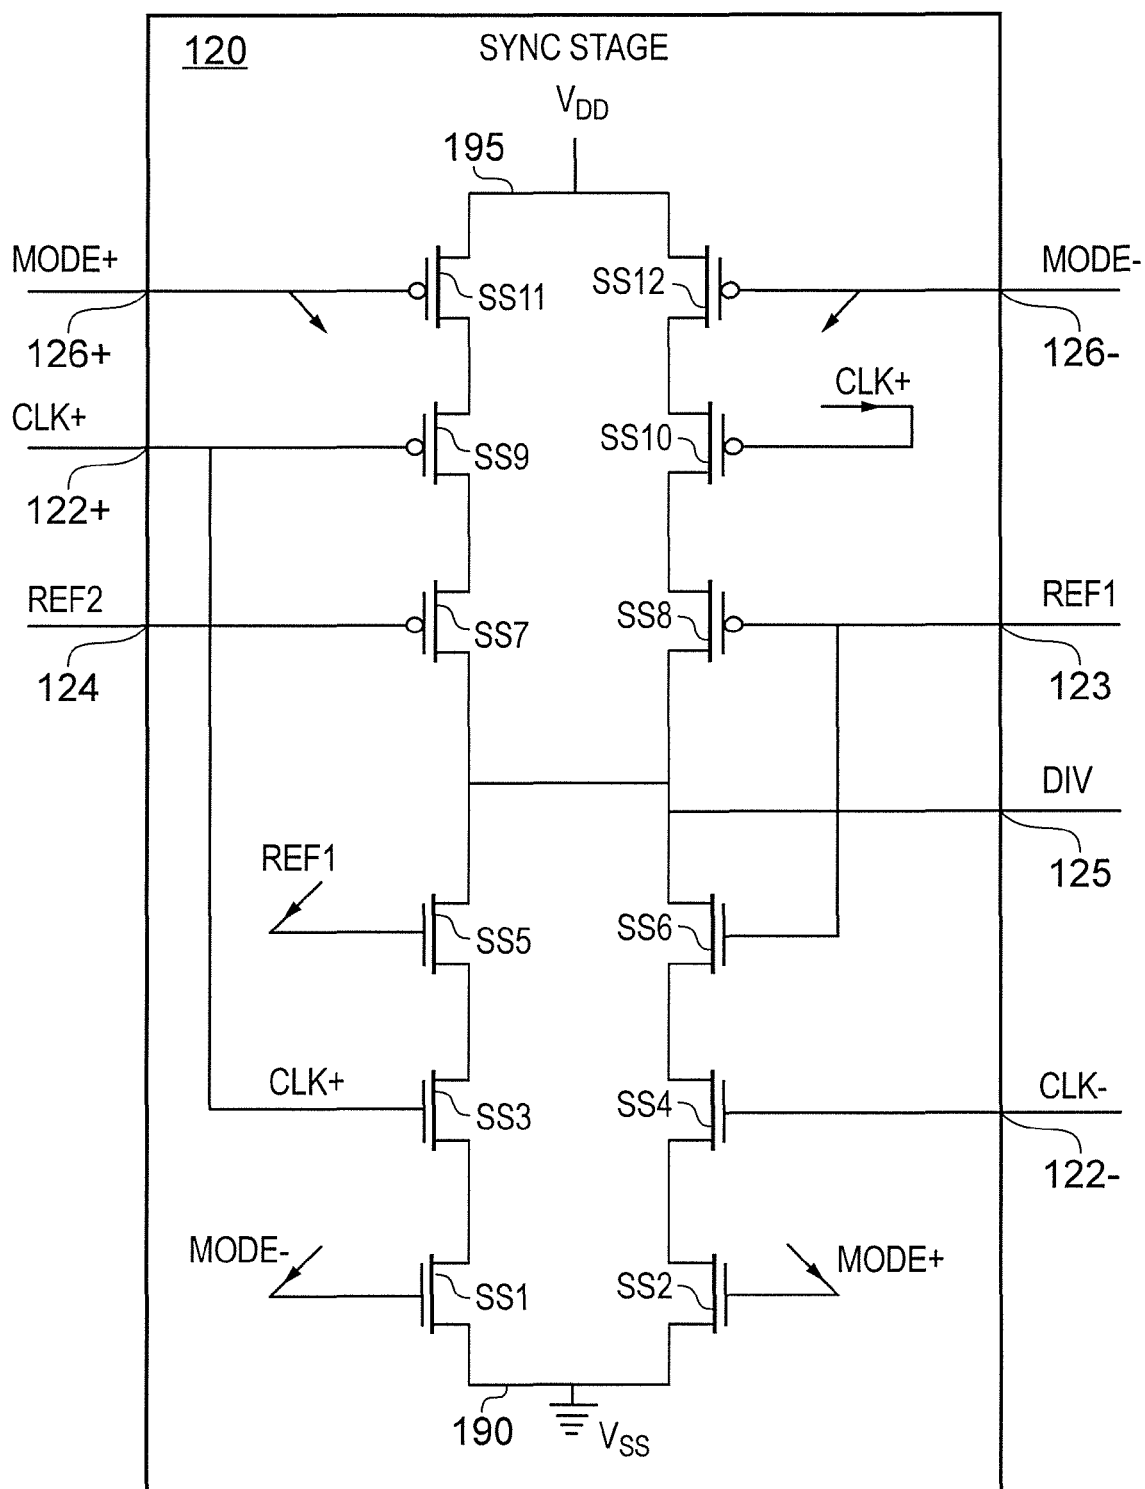 120
SYNC STAGE
VDD
195
MODE+
SS11
SS12
MODE-
126+
126-
CLK+
CLK+
SS9
SS10
122+
REF2
REF1
SS7
SS8
124
123
DIV
REF1
125
SS5
SS6
CLK+
CLK-
SS3
SS4
122-
MODE-
MODE+
SS1
SS2
190
VSS